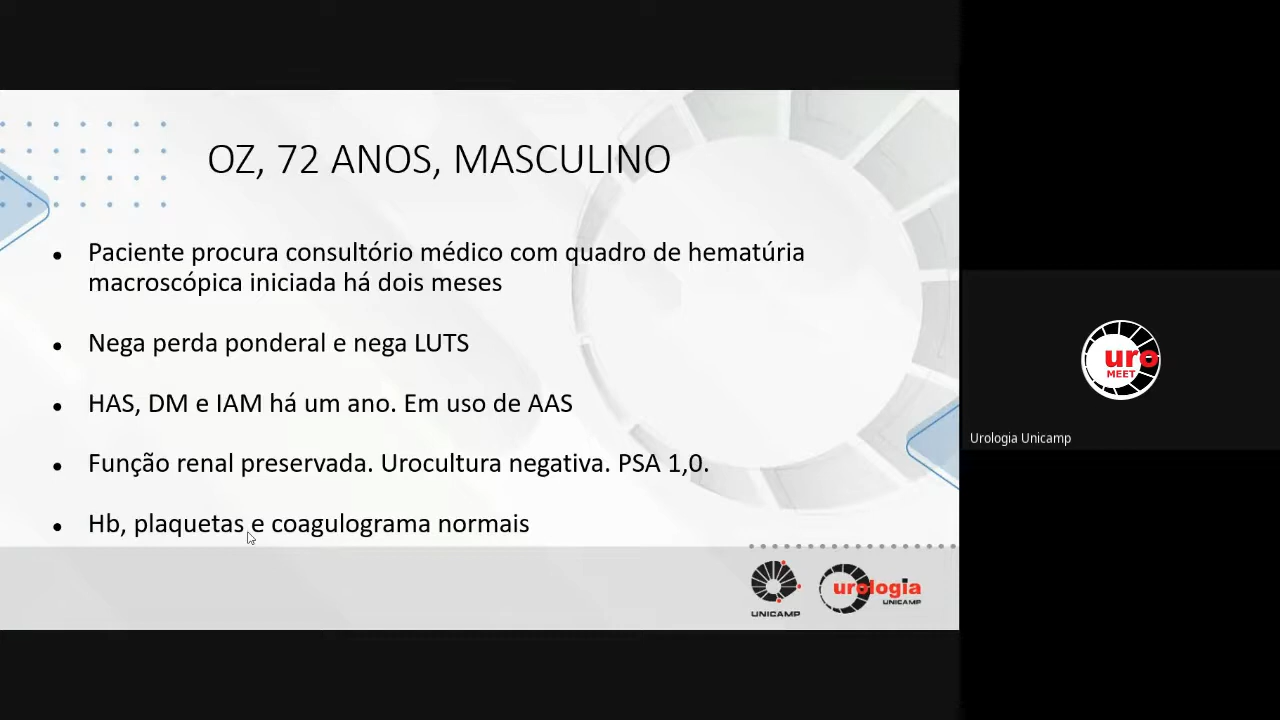 OZ, 72 ANOS, MASCULINO
• Paciente procura consultório médico com quadro de hematúria
macroscópica iniciada há dois meses
• Nega perda ponderal e nega LUTS
• HAS, DM e IAM há um ano. Em uso de AAS
• Função renal preservada. Urocultura negativa. PSA 1,0.
• Hb, plaquetas e coagulograma normais
UNICAMP
urologia
UNICAMP
uro
MEET
Urologia Unicamp